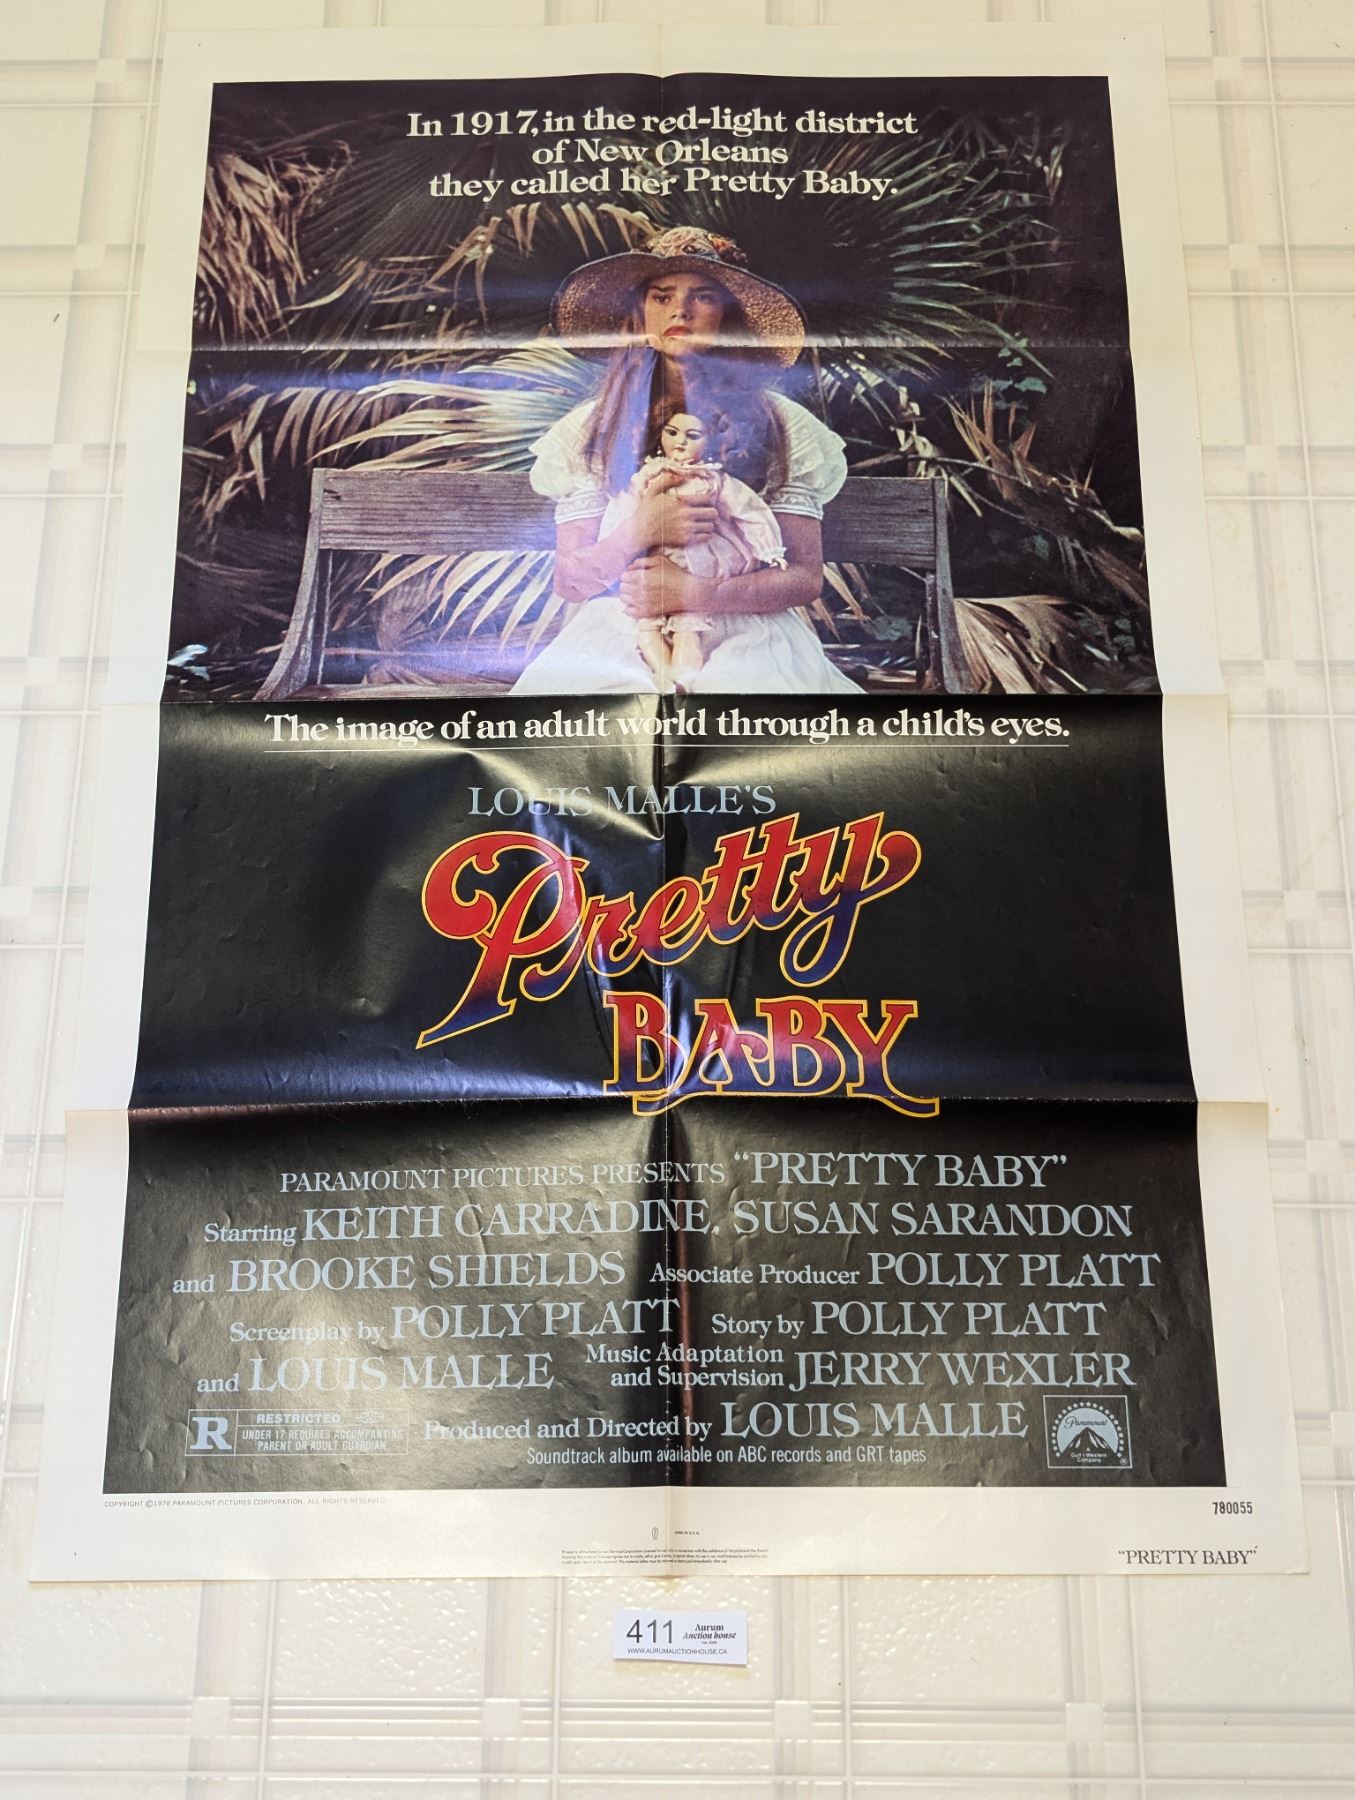 In 1917, in the red-light district
of New Orleans
they called her Pretty Baby.
The image of an adult world through a child's eyes.
LOUIS MALLE'S
Pretty
BABY
PARAMOUNT PICTURES PRESENTS "PRETTY BABY"
Starring KEITH CARRADINE, SUSAN SARANDON
and BROOKE SHIELDS Associate Producer POLLY PLATT
Screenplay by POLLY PLATT Story by POLLY PLATT
and LOUIS MALLE Music Adaptation and Supervision JERRY WEXLER
R RESTRICTED
UNDER 17 REQUIRES ACCOMPANYING
PARENT OR ADULT GUARDIAN
Produced and Directed by LOUIS MALLE
Soundtrack album available on ABC records and GRT tapes
Paramount
A
Gulf+Western
Company
COPYRIGHT ©1978 PARAMOUNT PICTURES CORPORATION. ALL RIGHTS RESERVED.
780055
"PRETTY BABY"
411 Aurum
Auction house
WWW.AURUMAUCTIONHOUSE.CA